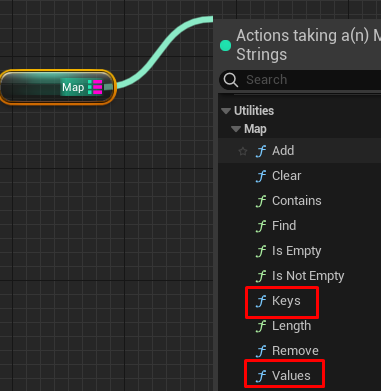 Actions taking a(n) M
Strings
Map
Search
Utilities
Map
Add
Clear
Contains
Find
Is Empty
Is Not Empty
Keys
Length
Remove
Values